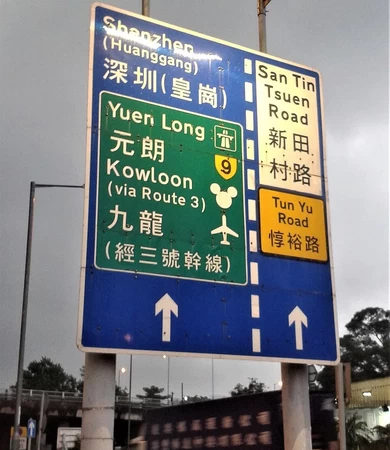 Shenzhen
(Huanggang)
深圳(皇崗)
Yuen Long
元朗
9
Kowloon
(via Route 3)
九龍
(經三號幹線)
San Tin
Tsuen
Road
新田
村路
Tun Yu
Road
惇裕路